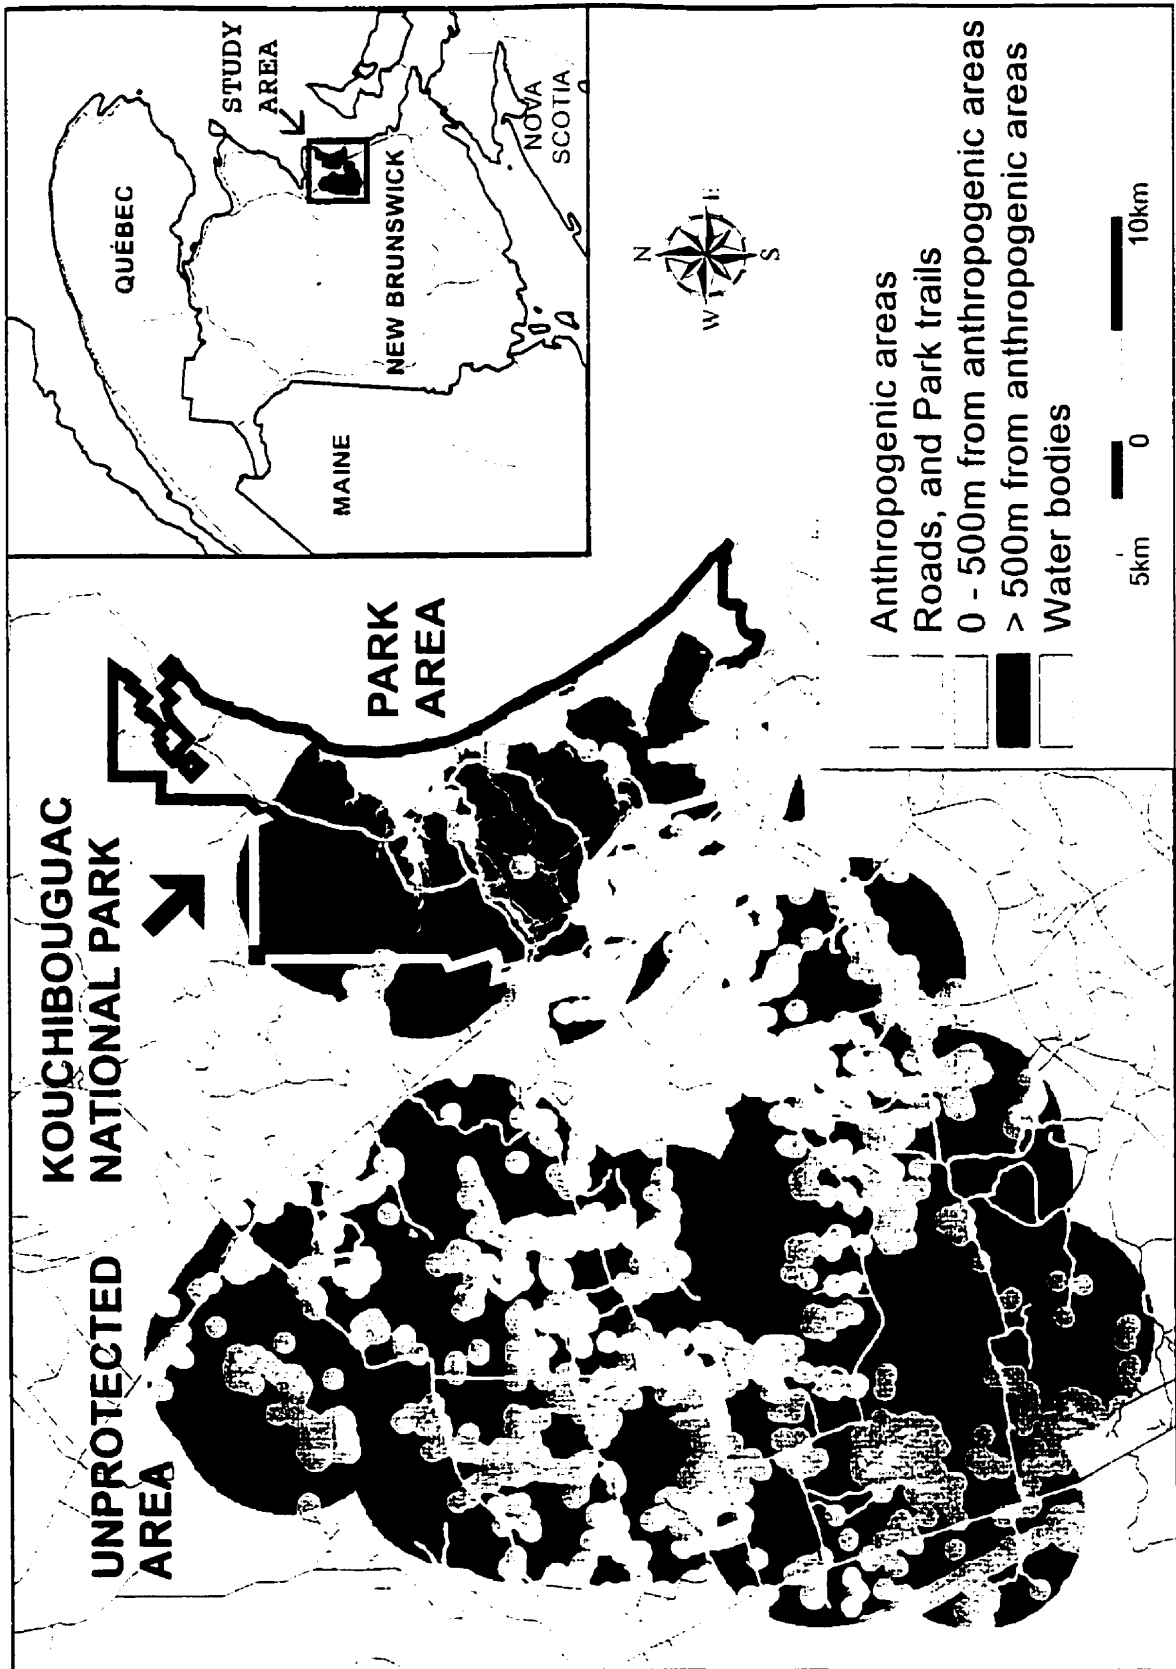 KOUCHIBOUGUAC
NATIONAL PARK
UNPROTECTED
AREA
PARK
AREA
QUÉBEC
STUDY
AREA
NEW BRUNSWICK
MAINE
NOVA
SCOTIA
N
W
E
S
Anthropogenic areas
Roads, and Park trails
0 - 500m from anthropogenic areas
> 500m from anthropogenic areas
Water bodies
5km
0
10km